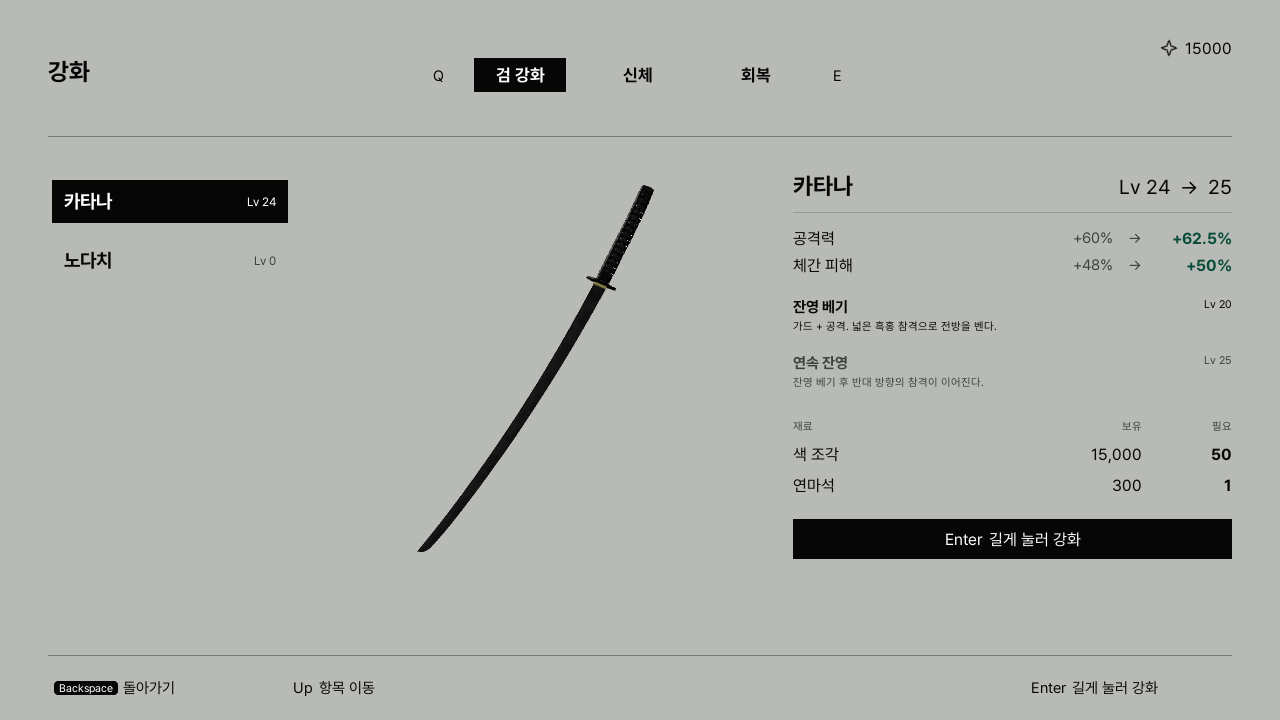 강화
Q 검 강화 신체 회복 E
15000
카타나 Lv 24
노다치 Lv 0
카타나 Lv 24 → 25
공격력 +60% → +62.5%
체간 피해 +48% → +50%
잔영 베기 Lv 20
가드 + 공격. 넓은 흑홍 참격으로 전방을 벤다.
연속 잔영 Lv 25
잔영 베기 후 반대 방향의 참격이 이어진다.
재료 보유 필요
색 조각 15,000 50
연마석 300 1
Enter 길게 눌러 강화
Backspace 돌아가기 Up 항목 이동 Enter 길게 눌러 강화